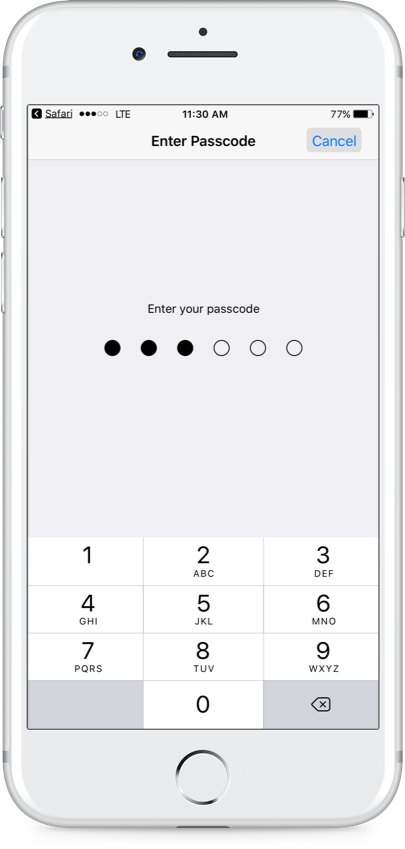 Safari LTE 11:30 AM 77%
Enter Passcode Cancel
Enter your passcode
1 2 3
ABC DEF
4 5 6
GHI JKL MNO
7 8 9
PQRS TUV WXYZ
0